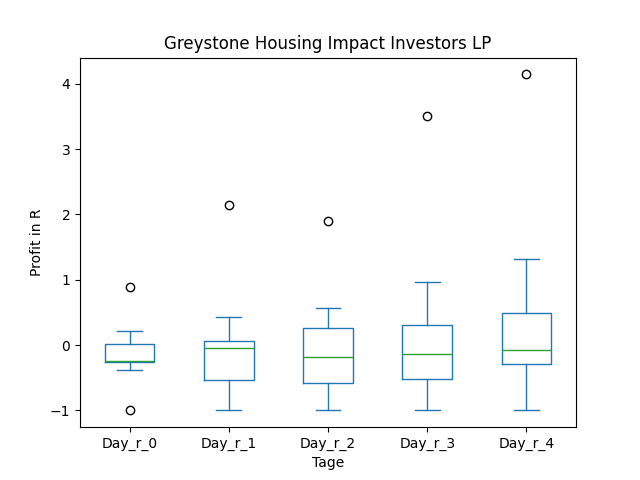 Greystone Housing Impact Investors LP
Profit in R
4
3
2
1
0
−1
Day_r_0 Day_r_1 Day_r_2 Day_r_3 Day_r_4
Tage